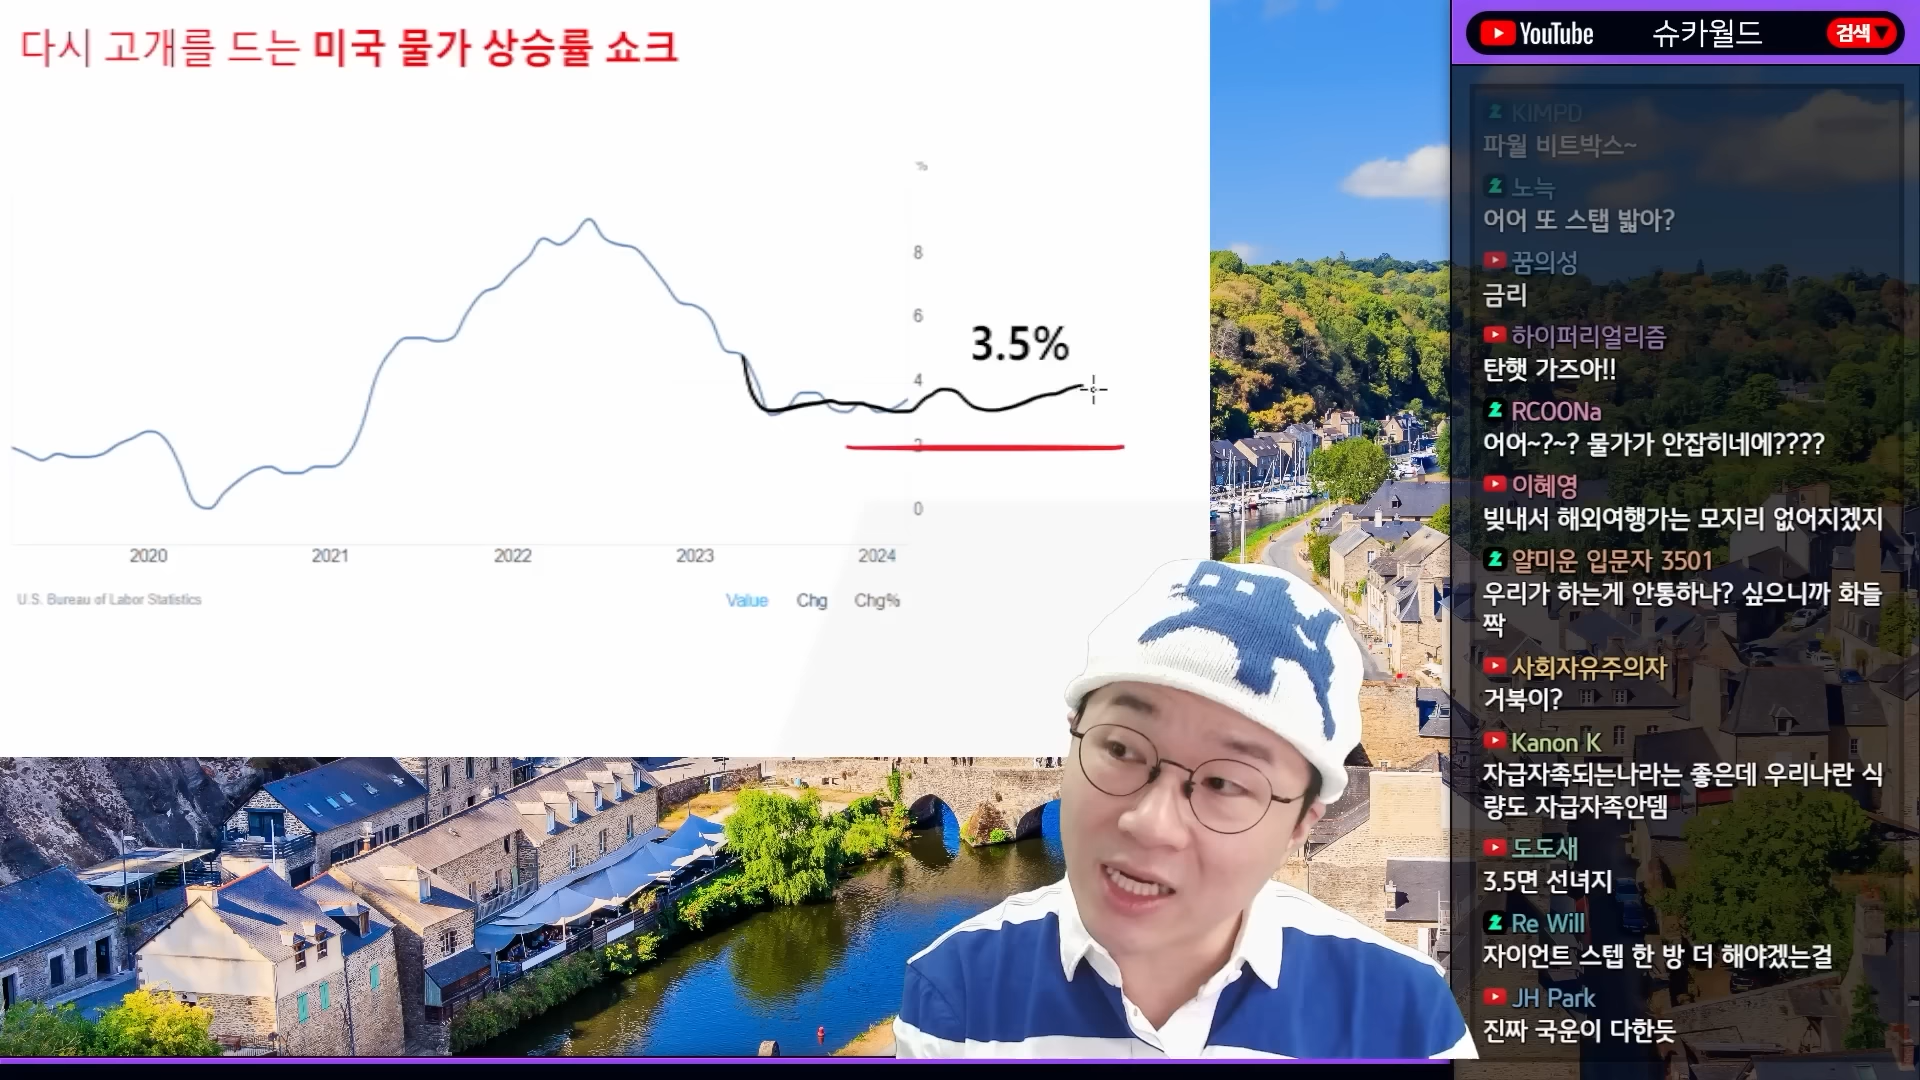 다시 고개를 드는 미국 물가 상승률 쇼크
%
8
6
4
2
0
3.5%
2020 2021 2022 2023 2024
U.S. Bureau of Labor Statistics
Value Chg Chg%
YouTube 슈카월드 검색
KIMPD
파월 비트박스~
노늑
어어 또 스탭 밟아?
꿈의성
금리
하이퍼리얼리즘
탄햇 가즈아!!
RCOONa
어어~?~? 물가가 안잡히네에????
이혜영
빚내서 해외여행가는 모지리 없어지겠지
얄미운 입문자 3501
우리가 하는게 안통하나? 싶으니까 화들
짝
사회자유주의자
거북이?
Kanon K
자급자족되는나라는 좋은데 우리나란 식
량도 자급자족안뎀
도도새
3.5면 선녀지
Re Will
자이언트 스텝 한 방 더 해야겠는걸
JH Park
진짜 국운이 다한듯